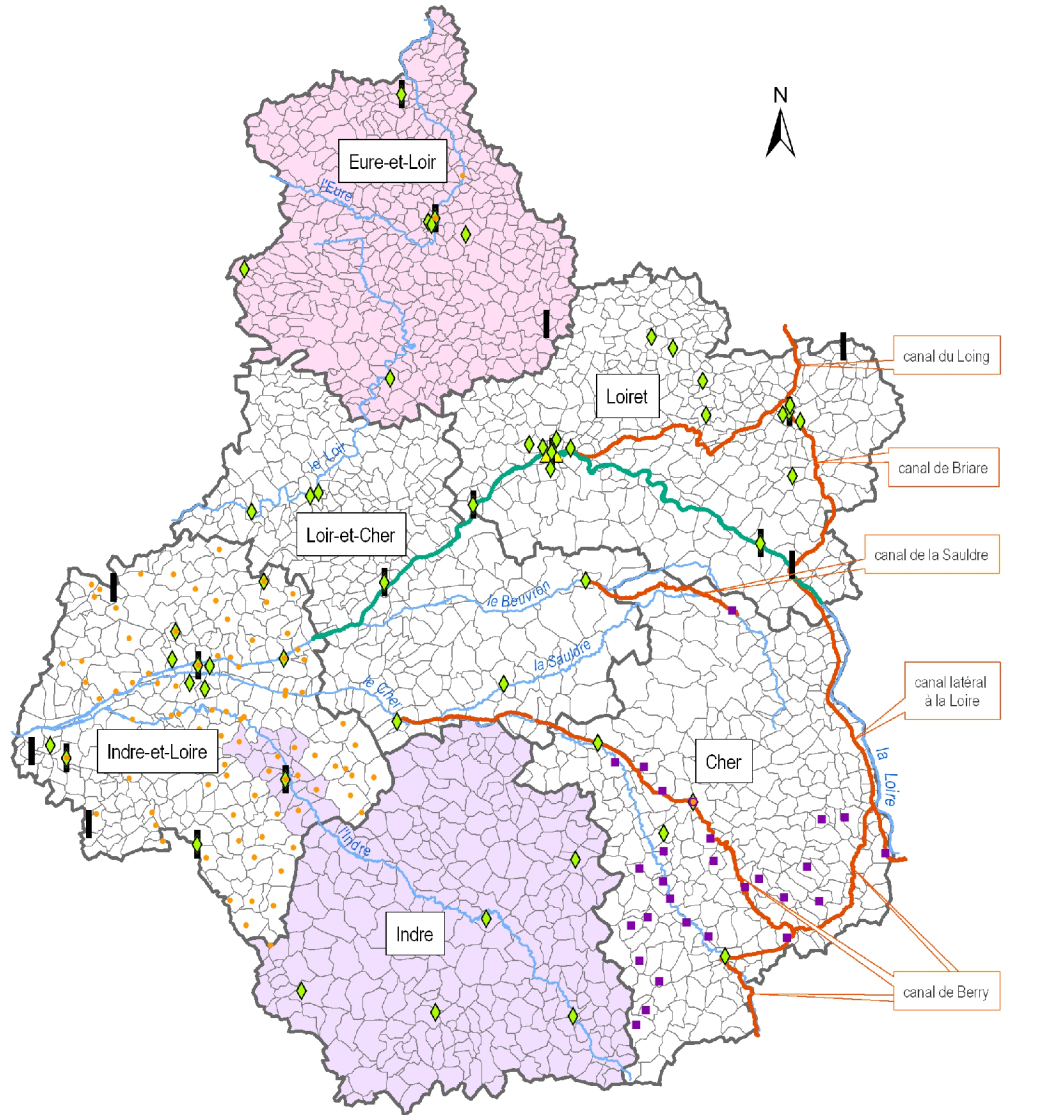 N
Eure-et-Loir
l'Eure
canal du Loing
Loiret
le Loir
canal de Briare
Loir-et-Cher
canal de la Sauldre
le Beuvron
la Sauldre
le Cher
canal latéral
à la Loire
Indre-et-Loire
Cher
la Loire
l'Indre
Indre
canal de Berry